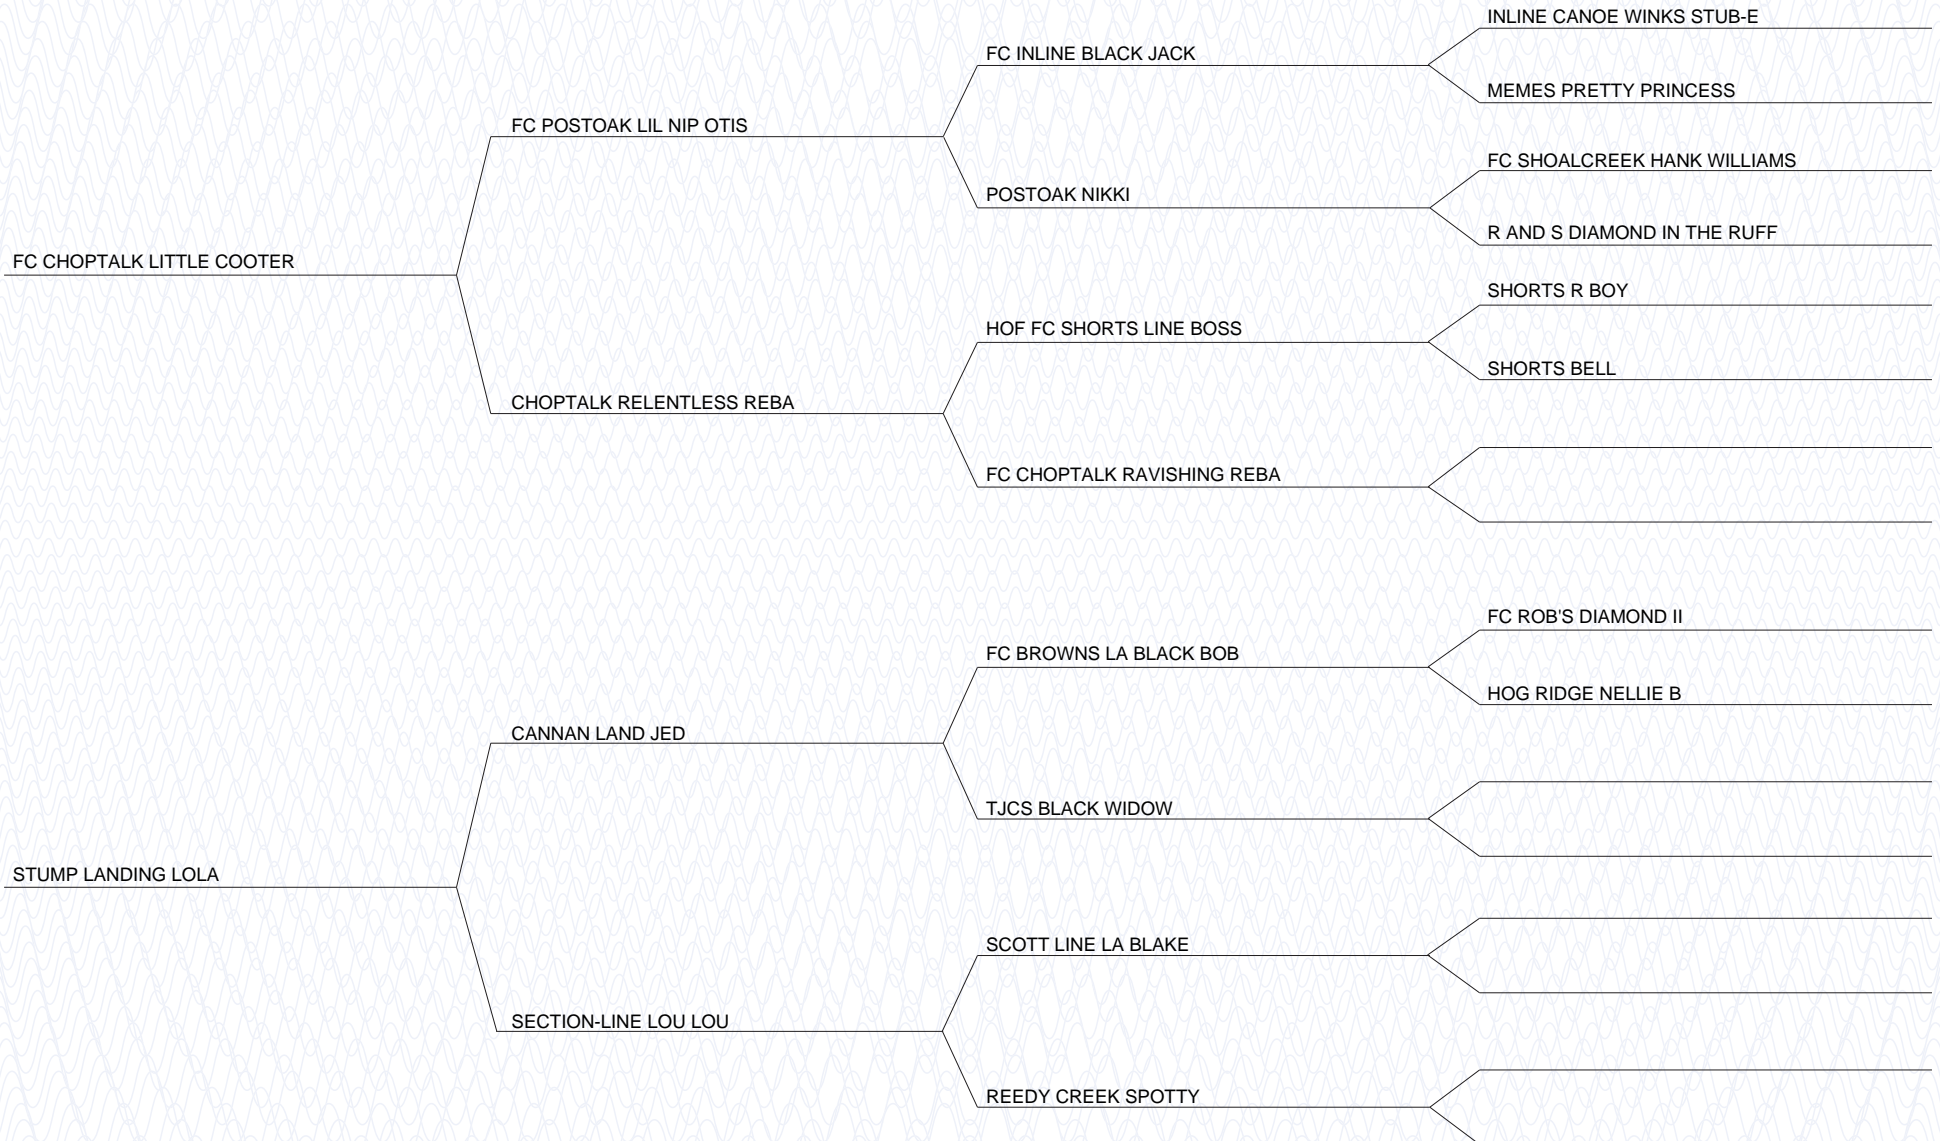 INLINE CANOE WINKS STUB-E
FC INLINE BLACK JACK
MEMES PRETTY PRINCESS
FC POSTOAK LIL NIP OTIS
FC SHOALCREEK HANK WILLIAMS
POSTOAK NIKKI
R AND S DIAMOND IN THE RUFF
FC CHOPTALK LITTLE COOTER
SHORTS R BOY
HOF FC SHORTS LINE BOSS
SHORTS BELL
CHOPTALK RELENTLESS REBA
FC CHOPTALK RAVISHING REBA
FC ROB'S DIAMOND II
FC BROWNS LA BLACK BOB
HOG RIDGE NELLIE B
CANNAN LAND JED
TJCS BLACK WIDOW
STUMP LANDING LOLA
SCOTT LINE LA BLAKE
SECTION-LINE LOU LOU
REEDY CREEK SPOTTY